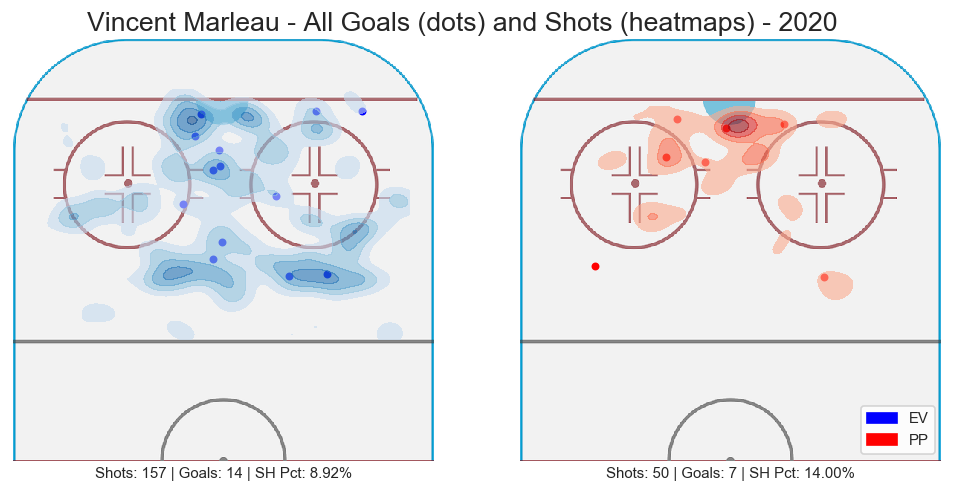 Vincent Marleau - All Goals (dots) and Shots (heatmaps) - 2020
EV
PP
Shots: 157 | Goals: 14 | SH Pct: 8.92%
Shots: 50 | Goals: 7 | SH Pct: 14.00%